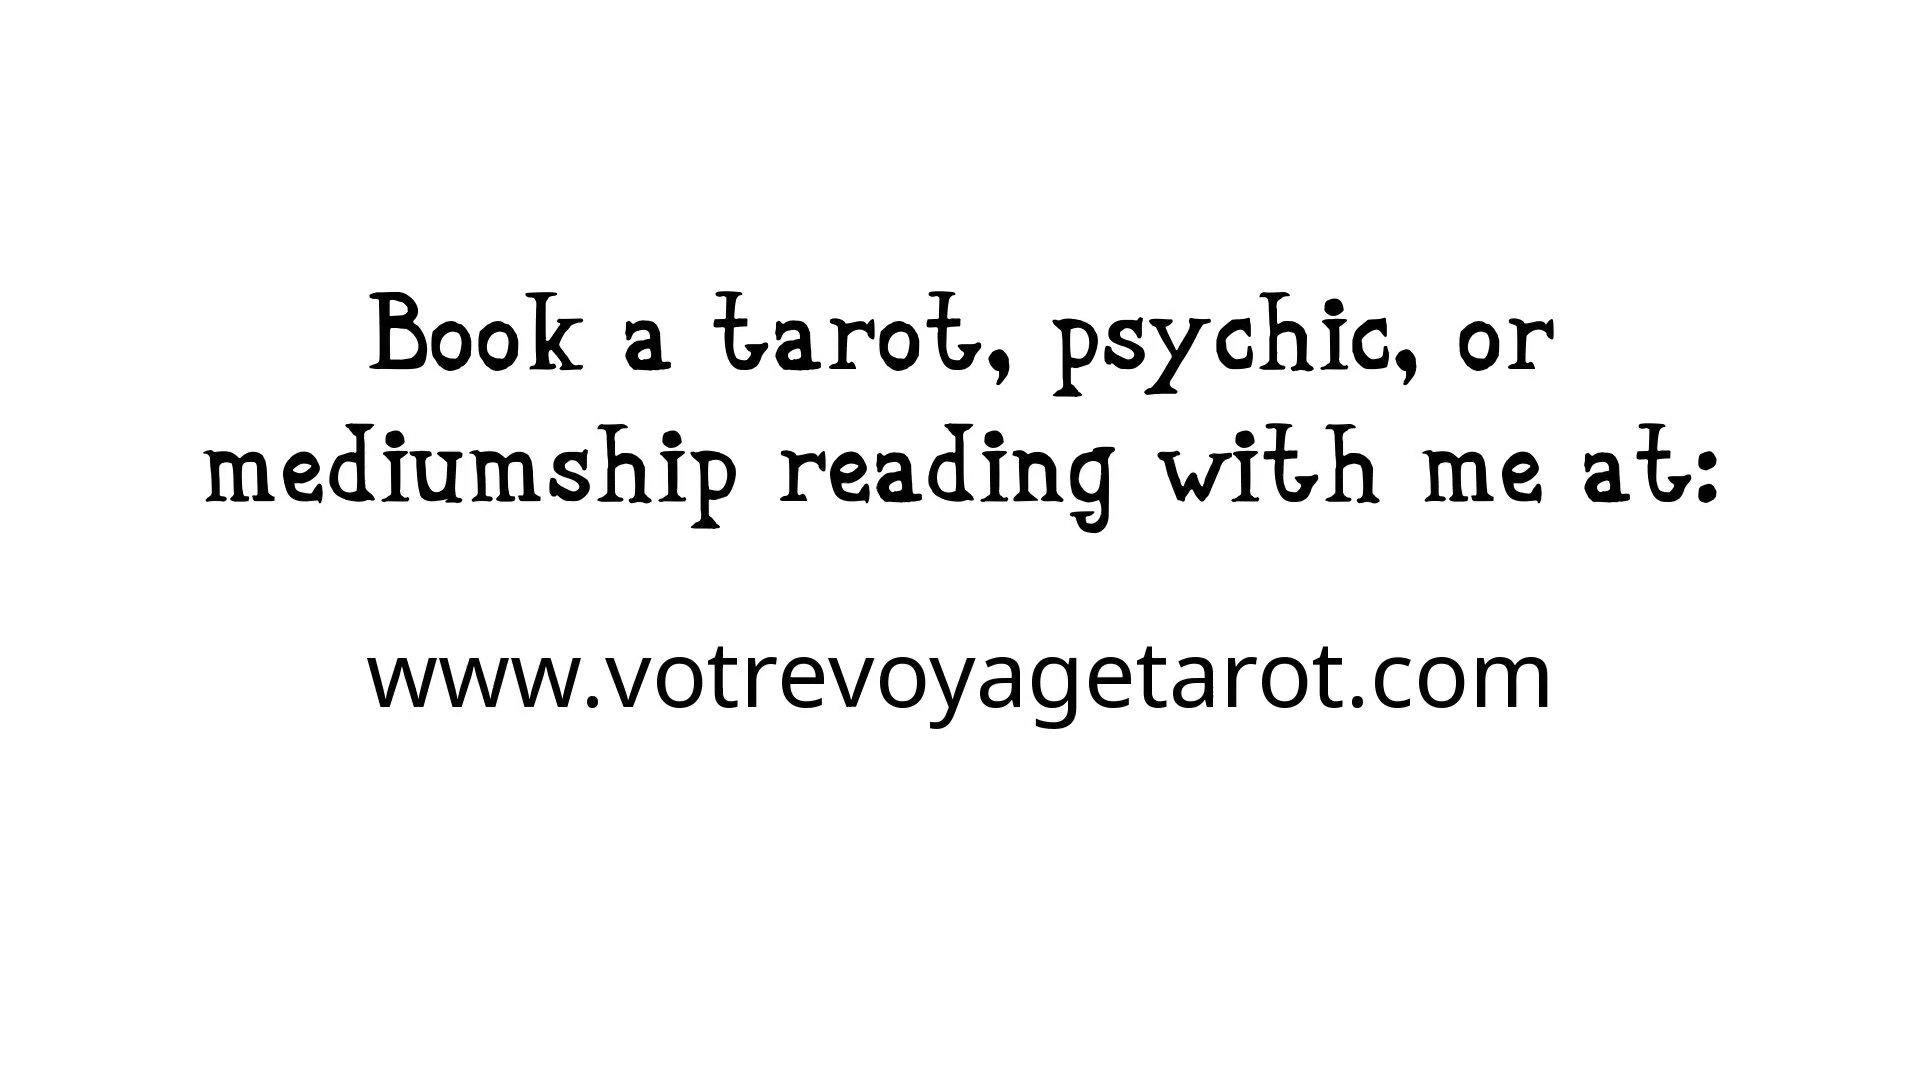 Book a tarot, psychic, or
mediumship reading with me at:
www.votrevoyagetarot.com